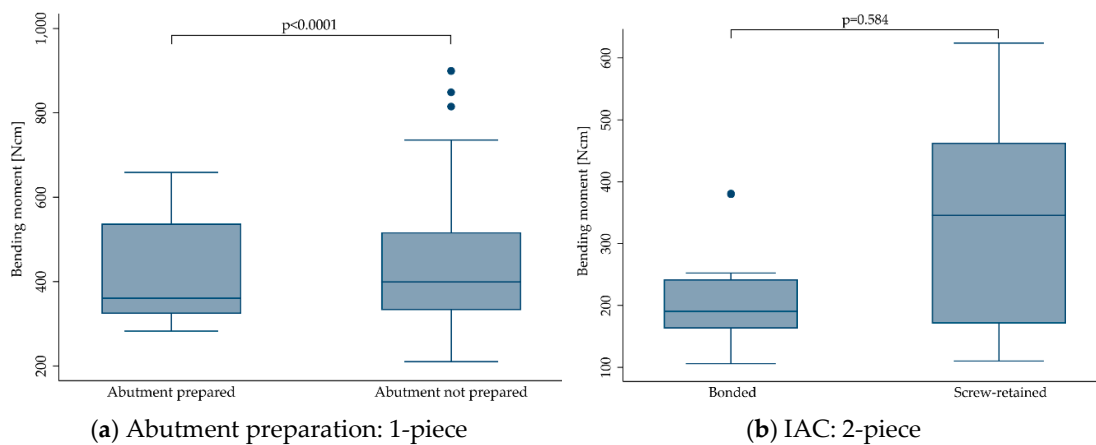 p<0.0001
Bending moment [Ncm]
1,000
800
600
400
200
Abutment prepared
Abutment not prepared
(a) Abutment preparation: 1-piece
p=0.584
Bending moment [Ncm]
600
500
400
300
200
100
Bonded
Screw-retained
(b) IAC: 2-piece